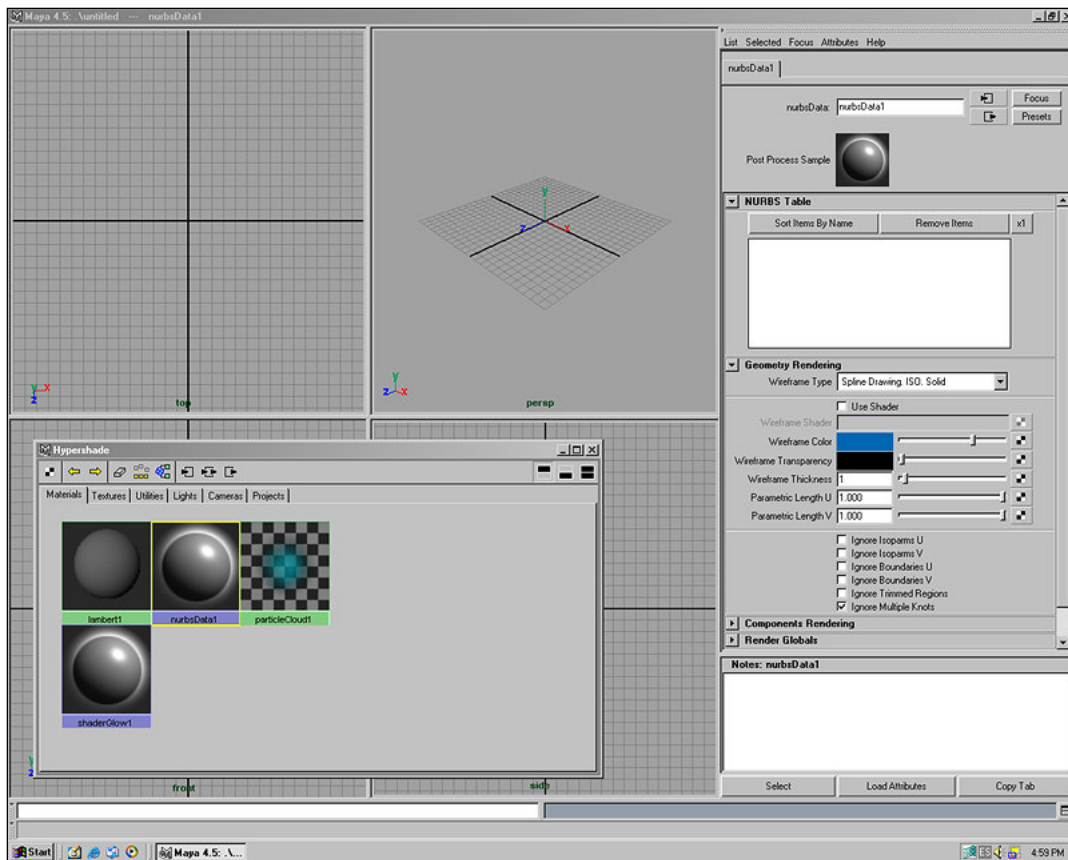 Maya 4.5: .\untitled --- nurbsData1
List Selected Focus Attributes Help
nurbsData1
nurbsData: nurbsData1
Focus
Presets
Post Process Sample
NURBS Table
Sort Items By Name Remove Items x1
Geometry Rendering
Wireframe Type Spline Drawing. ISO. Solid
Use Shader
Wireframe Shader
Wireframe Color
Wireframe Transparency
Wireframe Thickness 1
Parametric Length U 1.000
Parametric Length V 1.000
Ignore Isoparms U
Ignore Isoparms V
Ignore Boundaries U
Ignore Boundaries V
Ignore Trimmed Regions
Ignore Multiple Knots
Components Rendering
Render Globals
Notes: nurbsData1
Select Load Attributes Copy Tab
y
z x
y
x
z
top
y
z x
persp
Hypershade
Materials Textures Utilities Lights Cameras Projects
lambert1 nurbsData1 particleCloud1
shaderGlow1
y
z
front
side
Start Maya 4.5: .\... ES 4:59 PM